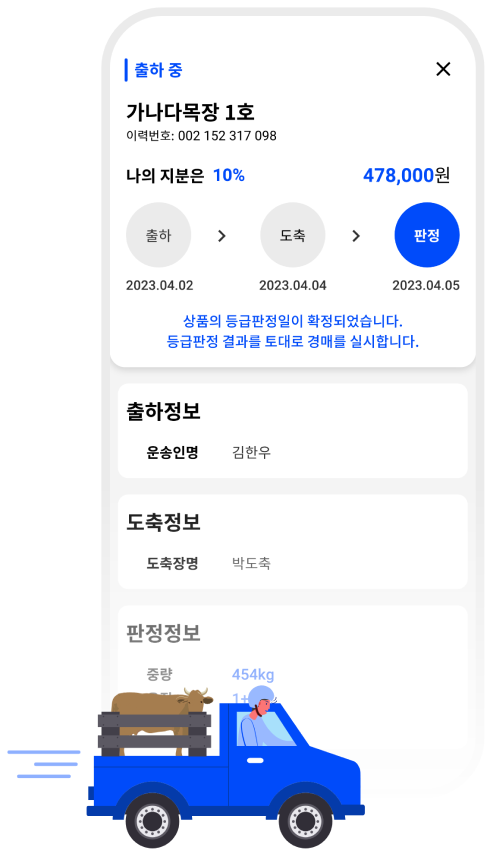 출하 중
가나다목장 1호
이력번호: 002 152 317 098
나의 지분은 10% 478,000원
출하 도축 판정
2023.04.02 2023.04.04 2023.04.05
상품의 등급판정일이 확정되었습니다.
등급판정 결과를 토대로 경매를 실시합니다.
출하정보
운송인명 김한우
도축정보
도축장명 박도축
판정정보
중량 454kg